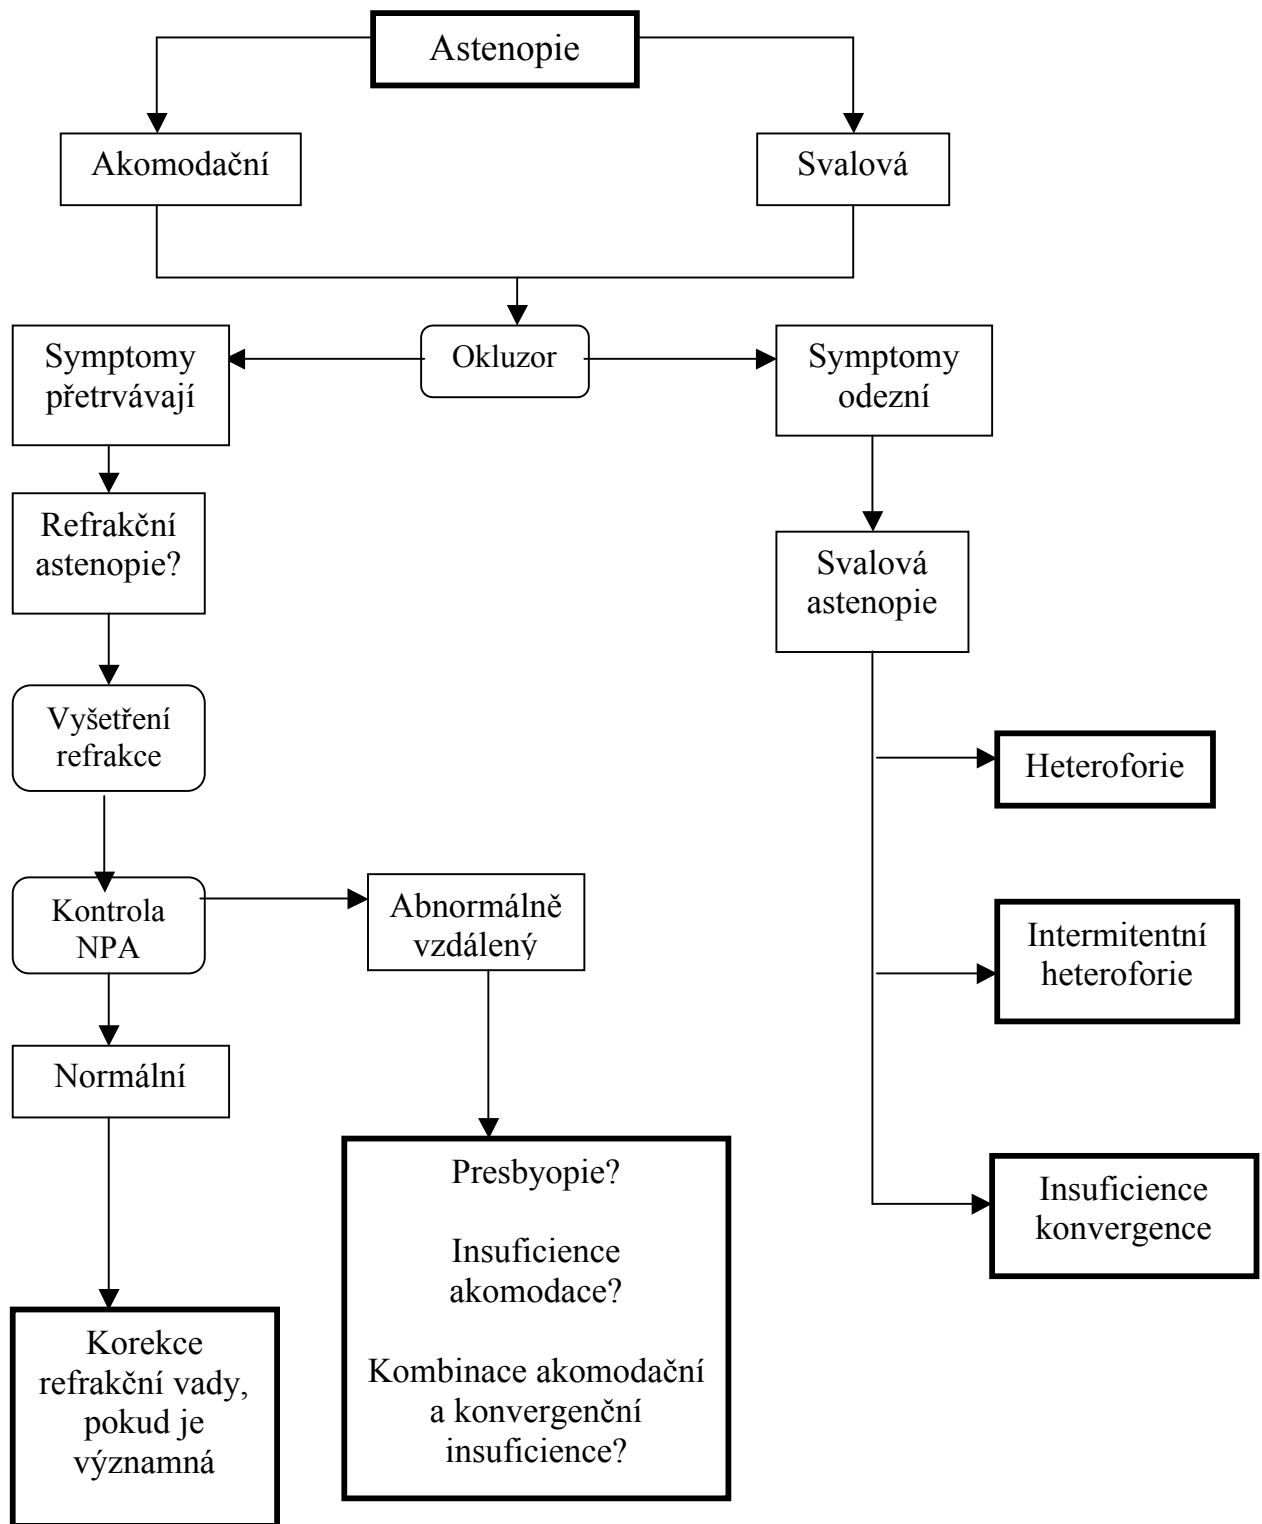 Astenopie
Akomodační
Svalová
Okluzor
Symptomy
přetrvávají
Symptomy
odezní
Refrakční
astenopie?
Svalová
astenopie
Vyšetření
refrakce
Heteroforie
Kontrola
NPA
Abnormálně
vzdálený
Intermitentní
heteroforie
Normální
Presbyopie?
Insuficience
akomodace?
Kombinace akomodační
a konvergenční
insuficience?
Insuficience
konvergence
Korekce
refrakční vady,
pokud je
významná